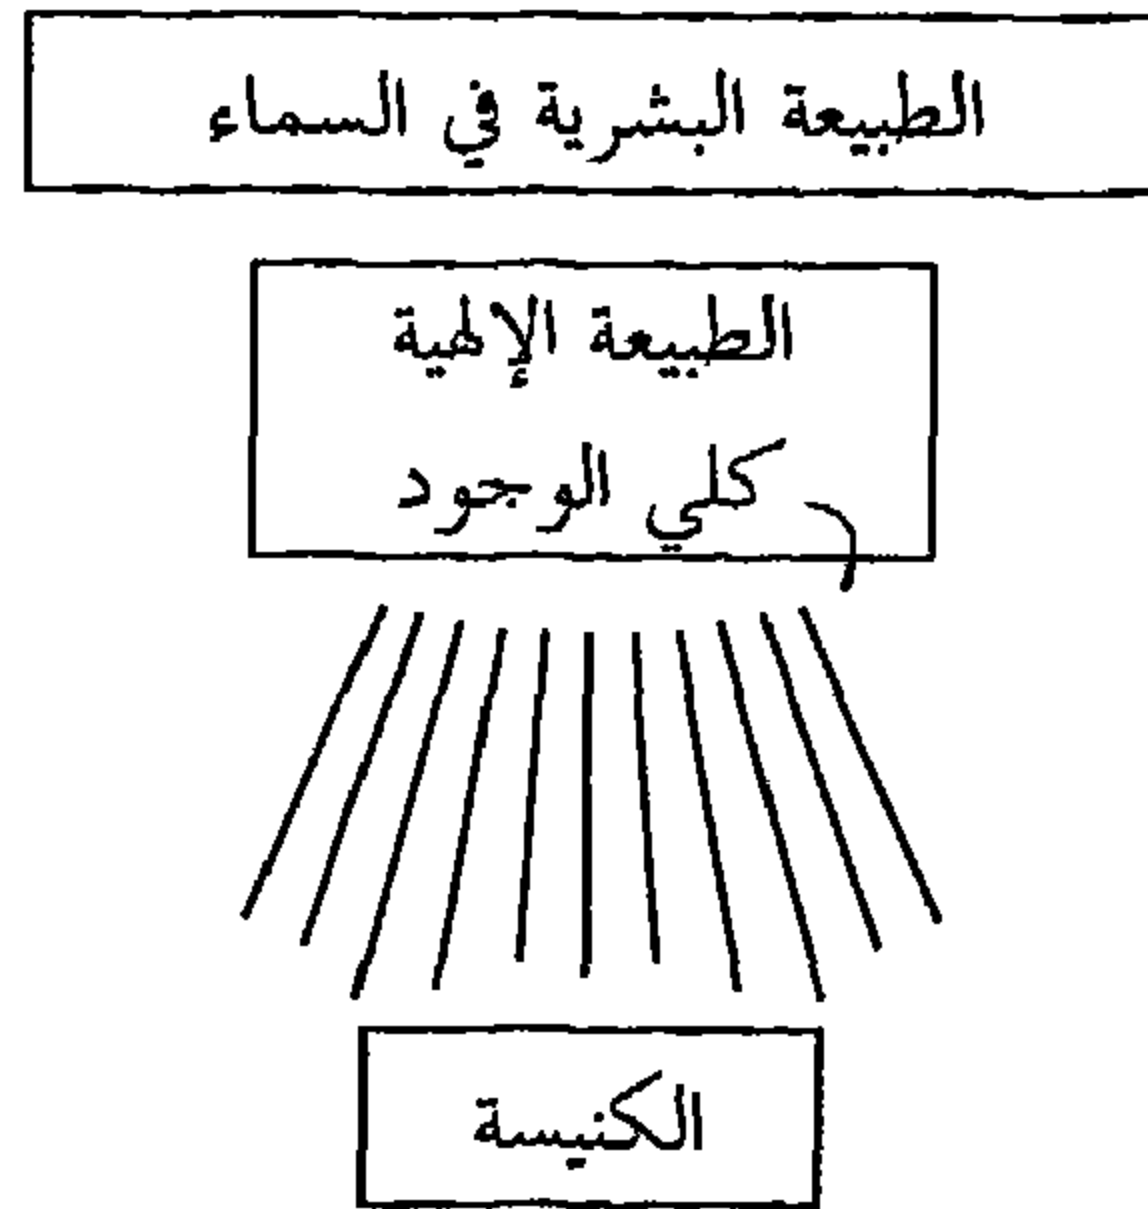 الطبيعة البشرية في السماء
الطبيعة الإلهية
كلي الوجود
الكنيسة